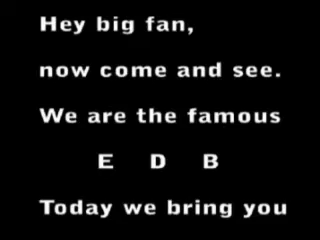 Hey big fan,
now come and see.
We are the famous
E D B
Today we bring you